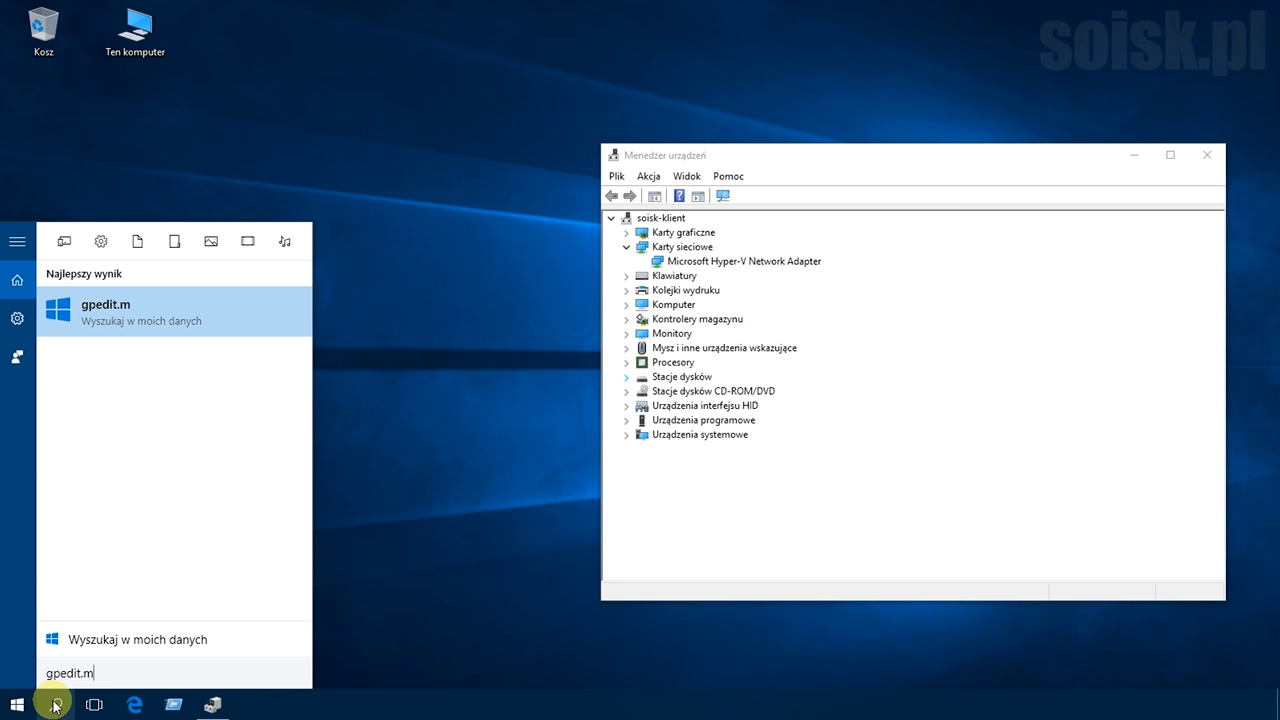 Kosz
Ten komputer
soisk.pl
Menedżer urządzeń
Plik Akcja Widok Pomoc
soisk-klient
Karty graficzne
Karty sieciowe
Microsoft Hyper-V Network Adapter
Klawiatury
Kolejki wydruku
Komputer
Kontrolery magazynu
Monitory
Mysz i inne urządzenia wskazujące
Procesory
Stacje dysków
Stacje dysków CD-ROM/DVD
Urządzenia interfejsu HID
Urządzenia programowe
Urządzenia systemowe
Najlepszy wynik
gpedit.m
Wyszukaj w moich danych
Wyszukaj w moich danych
gpedit.m